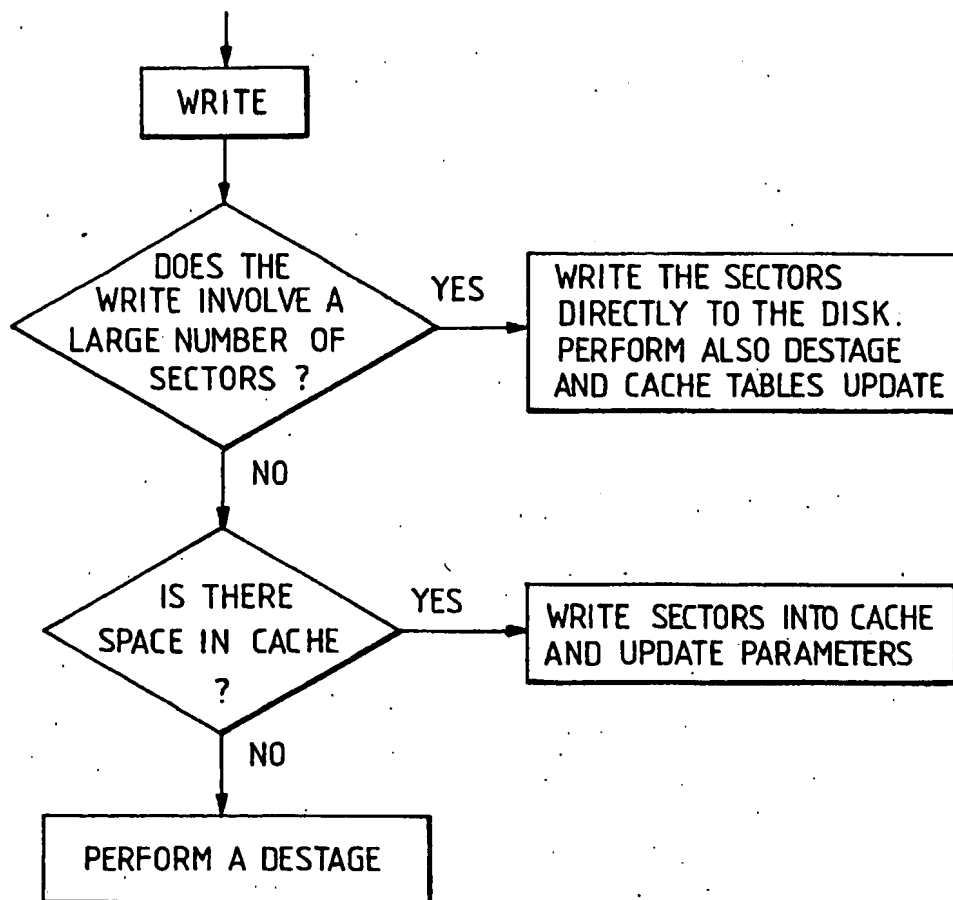 WRITE
DOES THE
WRITE INVOLVE A
LARGE NUMBER OF
SECTORS ?
YES
WRITE THE SECTORS
DIRECTLY TO THE DISK.
PERFORM ALSO DESTAGE
AND CACHE TABLES UPDATE
NO
IS THERE
SPACE IN CACHE
?
YES
WRITE SECTORS INTO CACHE
AND UPDATE PARAMETERS
NO
PERFORM A DESTAGE